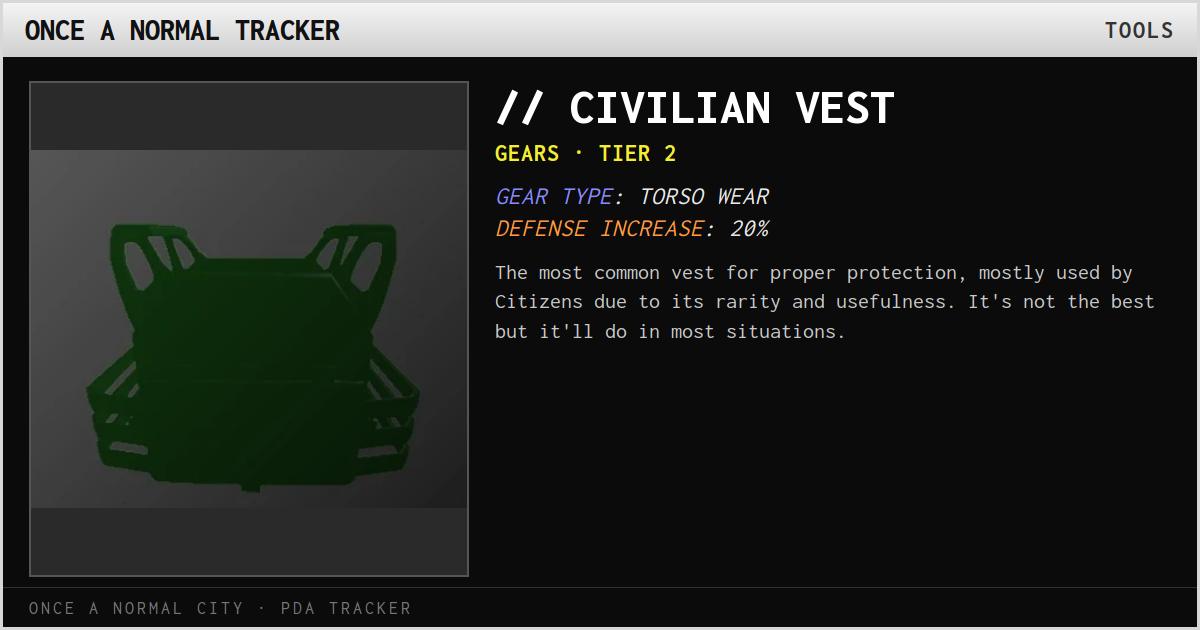 ONCE A NORMAL TRACKER
TOOLS
// CIVILIAN VEST
GEARS · TIER 2
GEAR TYPE: TORSO WEAR
DEFENSE INCREASE: 20%
The most common vest for proper protection, mostly used by
Citizens due to its rarity and usefulness. It's not the best
but it'll do in most situations.
ONCE A NORMAL CITY · PDA TRACKER